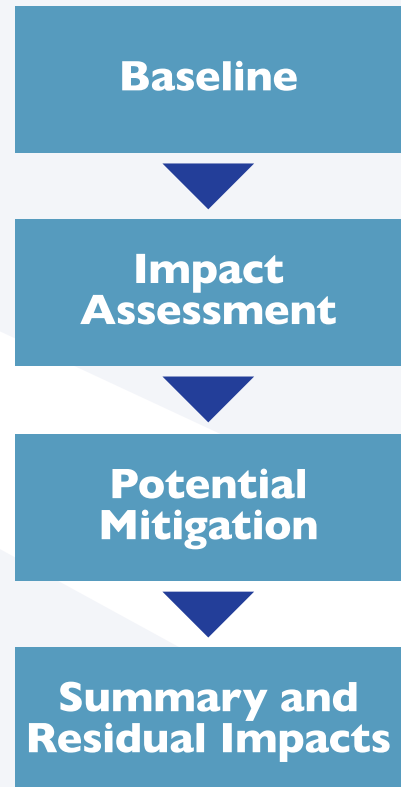 Baseline
Impact
Assessment
Potential
Mitigation
Summary and
Residual Impacts